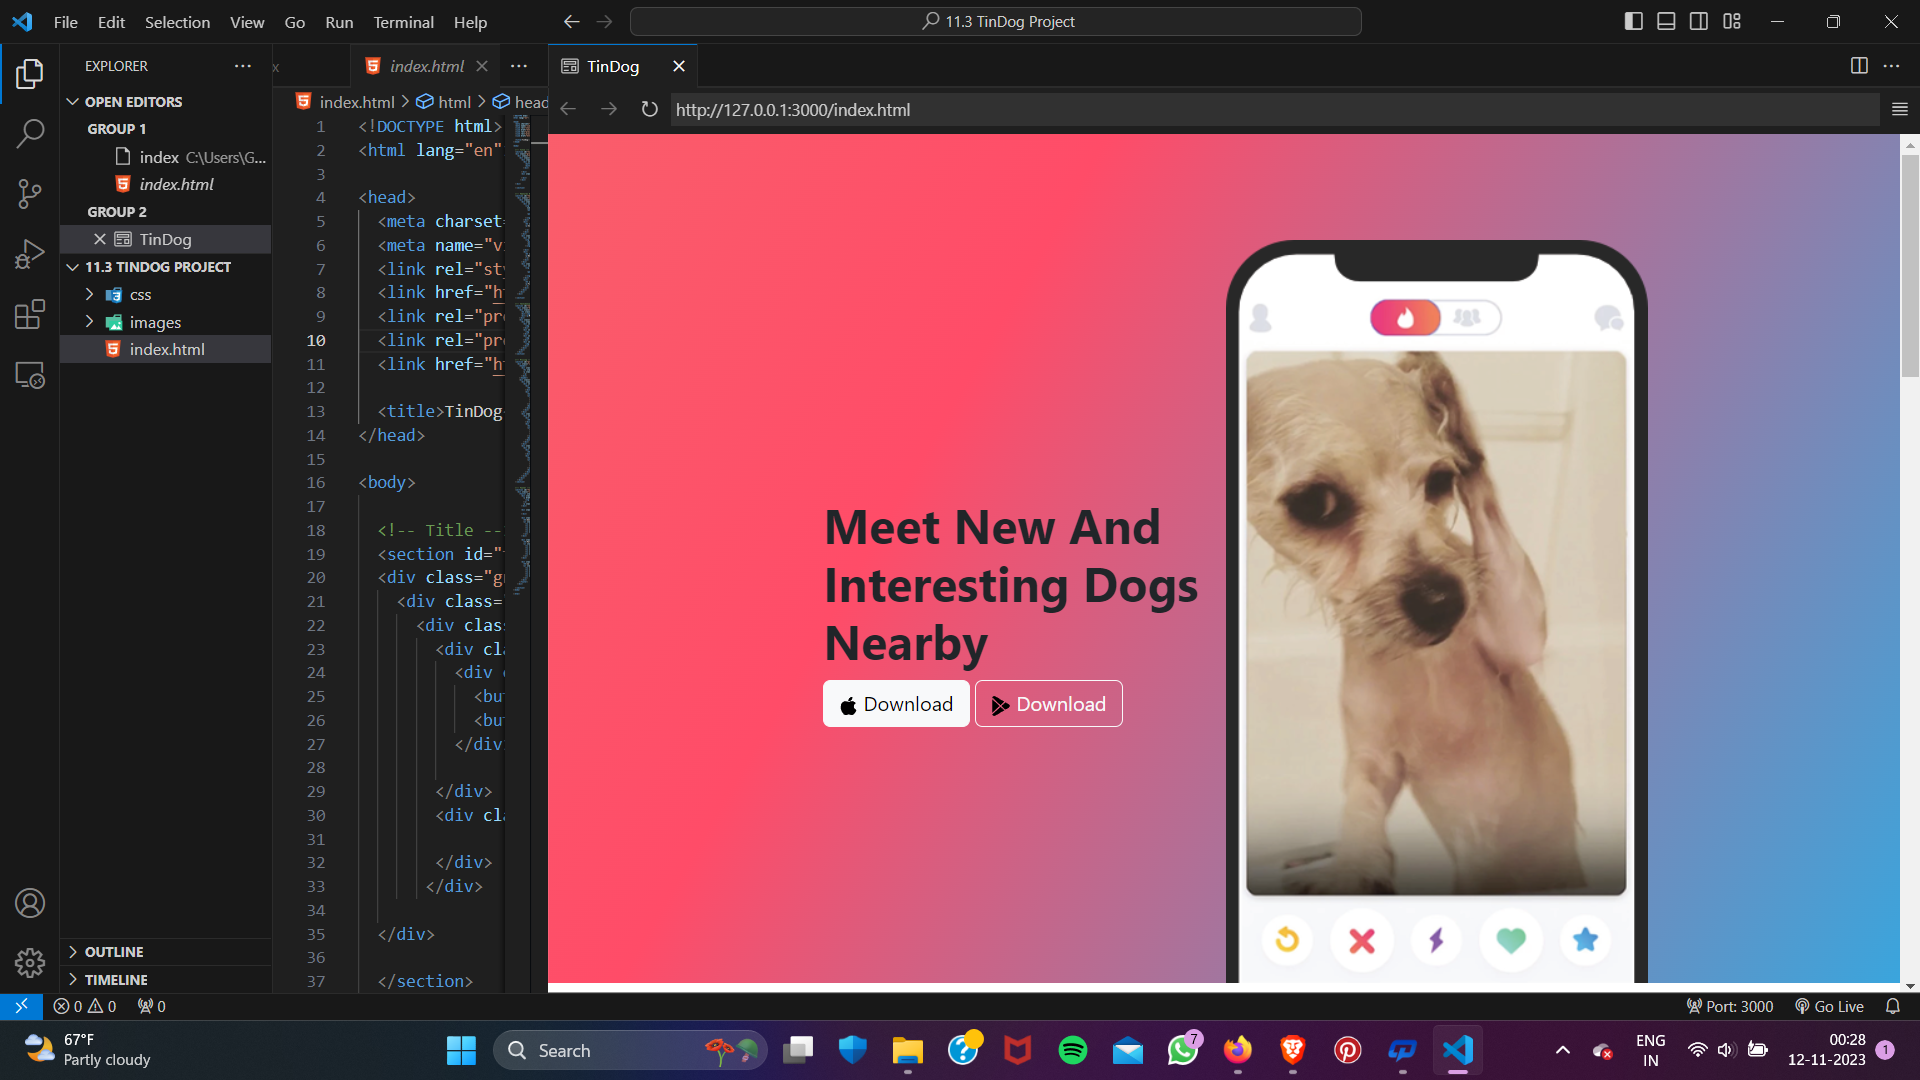 File Edit Selection View Go Run Terminal Help
11.3 TinDog Project
EXPLORER
OPEN EDITORS
GROUP 1
index C:\Users\G...
index.html
GROUP 2
TinDog
11.3 TINDOG PROJECT
css
images
index.html
OUTLINE
TIMELINE
index.html
index.html > html > head
1 <!DOCTYPE html>
2 <html lang="en"
3
4 <head>
5 <meta charset=
6 <meta name="v
7 <link rel="sty
8 <link href="h
9 <link rel="pr
10 <link rel="pr
11 <link href="h
12
13 <title>TinDog
14 </head>
15
16 <body>
17
18 <!-- Title --
19 <section id="
20 <div class="g
21 <div class=
22 <div clas
23 <div cl
24 <div
25 <bu
26 <bu
27 </div
28
29 </div>
30 <div cl
31
32 </div>
33 </div>
34
35 </div>
36
37 </section>
TinDog
http://127.0.0.1:3000/index.html
Meet New And
Interesting Dogs
Nearby
Download Download
0 0 0
Port: 3000 Go Live
67°F
Partly cloudy
Search
7
ENG
IN
00:28
12-11-2023
1